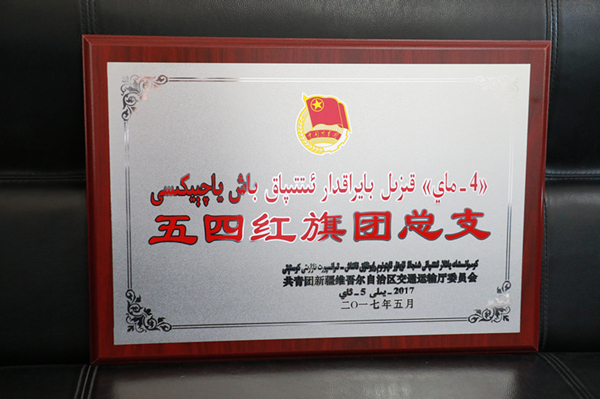 «4-ماي» قىزىل بايراقدار ئىتتىپاق باش ياچېيكىسى
五四红旗团总支
共青团新疆维吾尔自治区交通运输厅委员会
2017-يىلى 5-ئاي
二〇一七年五月